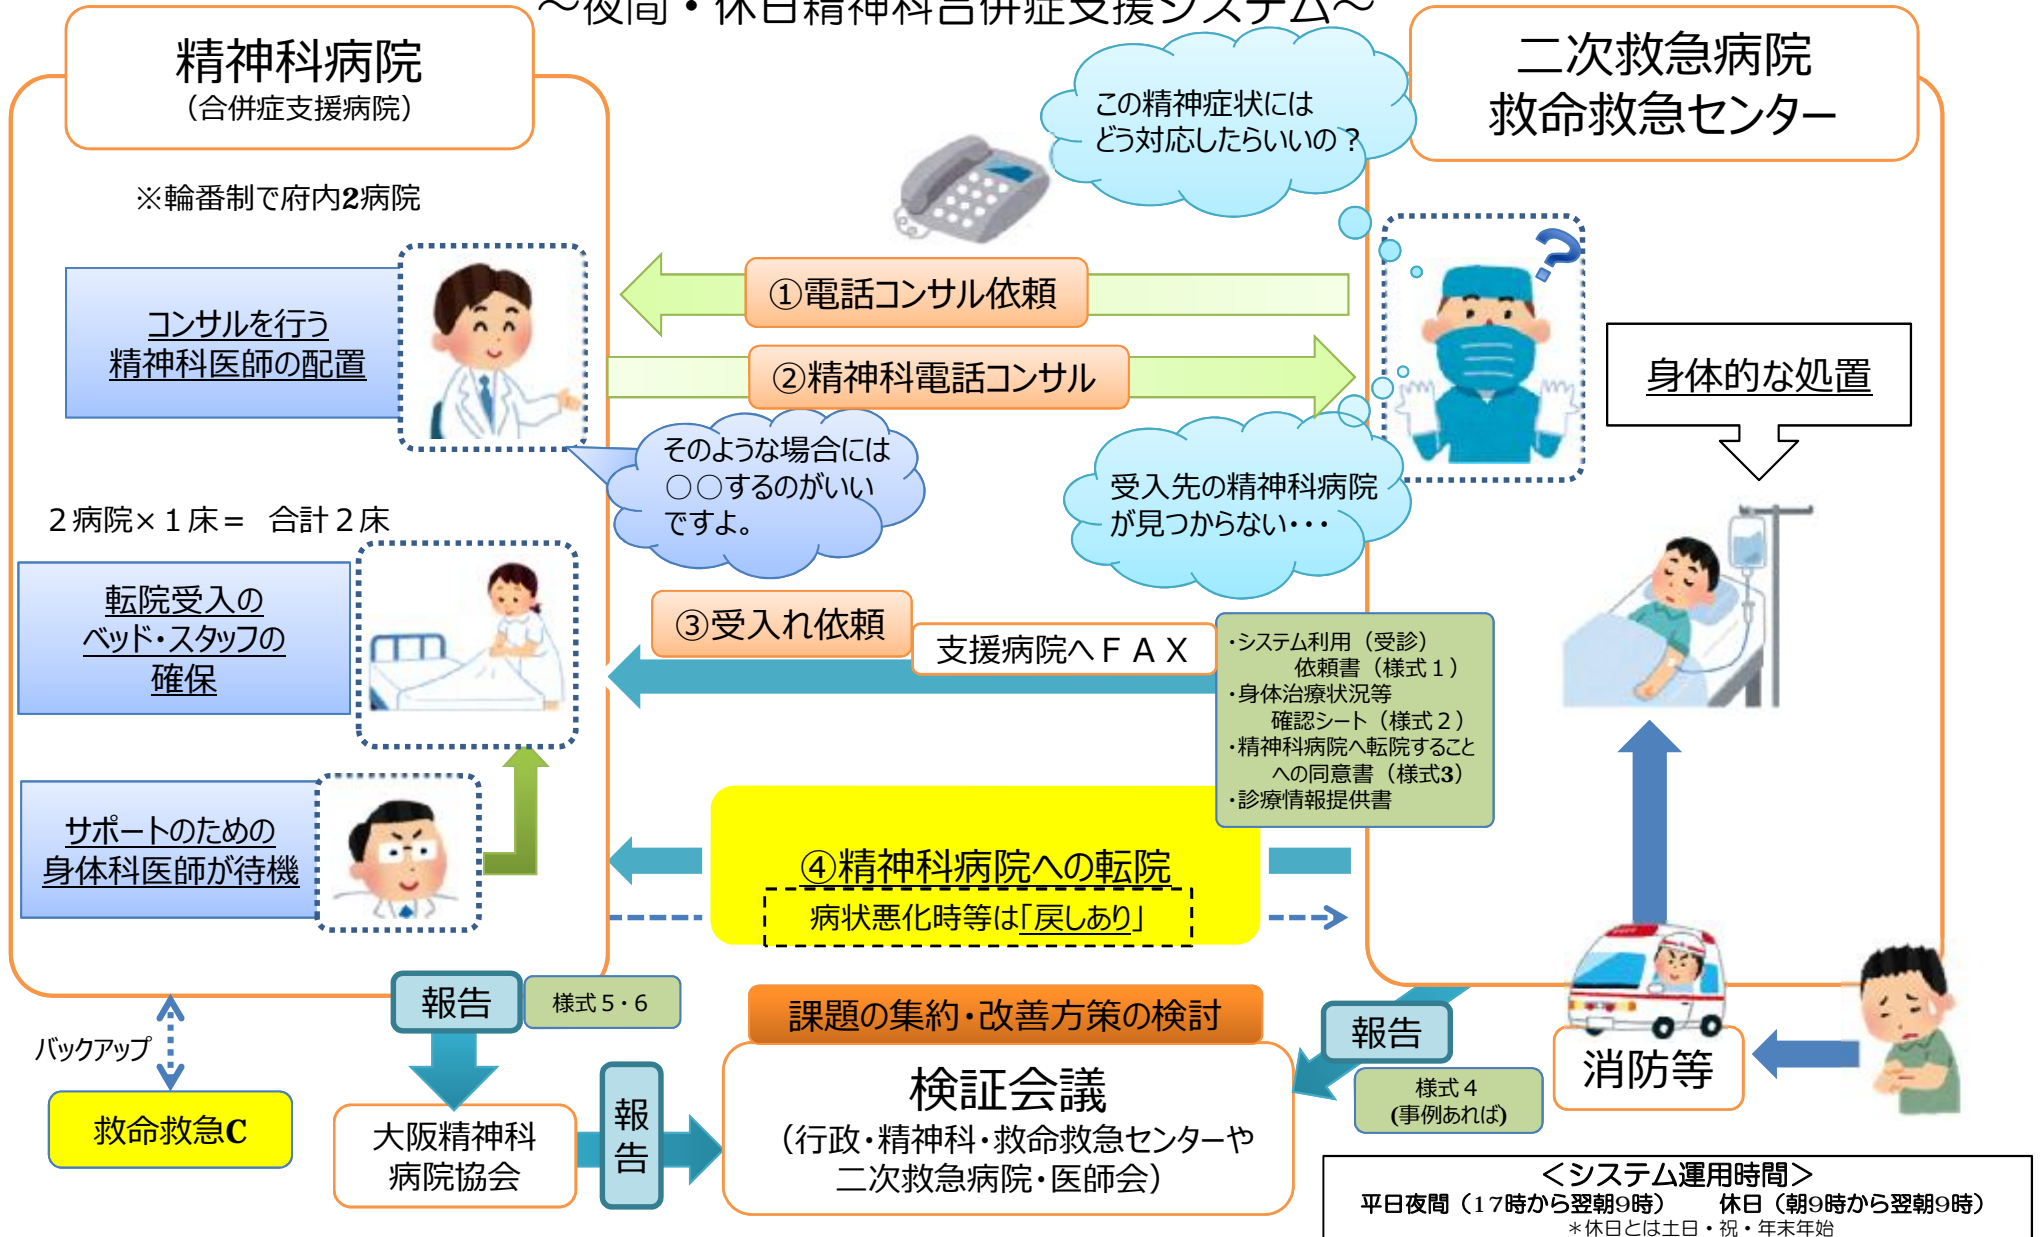 ～夜間・休日精神科合併症支援システム～
精神科病院
（合併症支援病院）
※輪番制で府内2病院
コンサルを行う
精神科医師の配置
２病院×１床＝ 合計２床
転院受入の
ベッド・スタッフの
確保
サポートのための
身体科医師が待機
二次救急病院
救命救急センター
この精神症状には
どう対応したらいいの？
①電話コンサル依頼
②精神科電話コンサル
そのような場合には
○○するのがいい
ですよ。
受入先の精神科病院
が見つからない・・・
身体的な処置
③受入れ依頼
支援病院へＦＡＸ
・システム利用（受診）
依頼書（様式１）
・身体治療状況等
確認シート（様式２）
・精神科病院へ転院すること
への同意書（様式3）
・診療情報提供書
④精神科病院への転院
病状悪化時等は「戻しあり」
報告
様式５・６
バックアップ
救命救急C
大阪精神科
病院協会
報告
課題の集約・改善方策の検討
検証会議
（行政・精神科・救命救急センターや
二次救急病院・医師会）
報告
様式４
(事例あれば)
消防等
＜システム運用時間＞
平日夜間（17時から翌朝9時） 休日（朝9時から翌朝9時）
＊休日とは土日・祝・年末年始